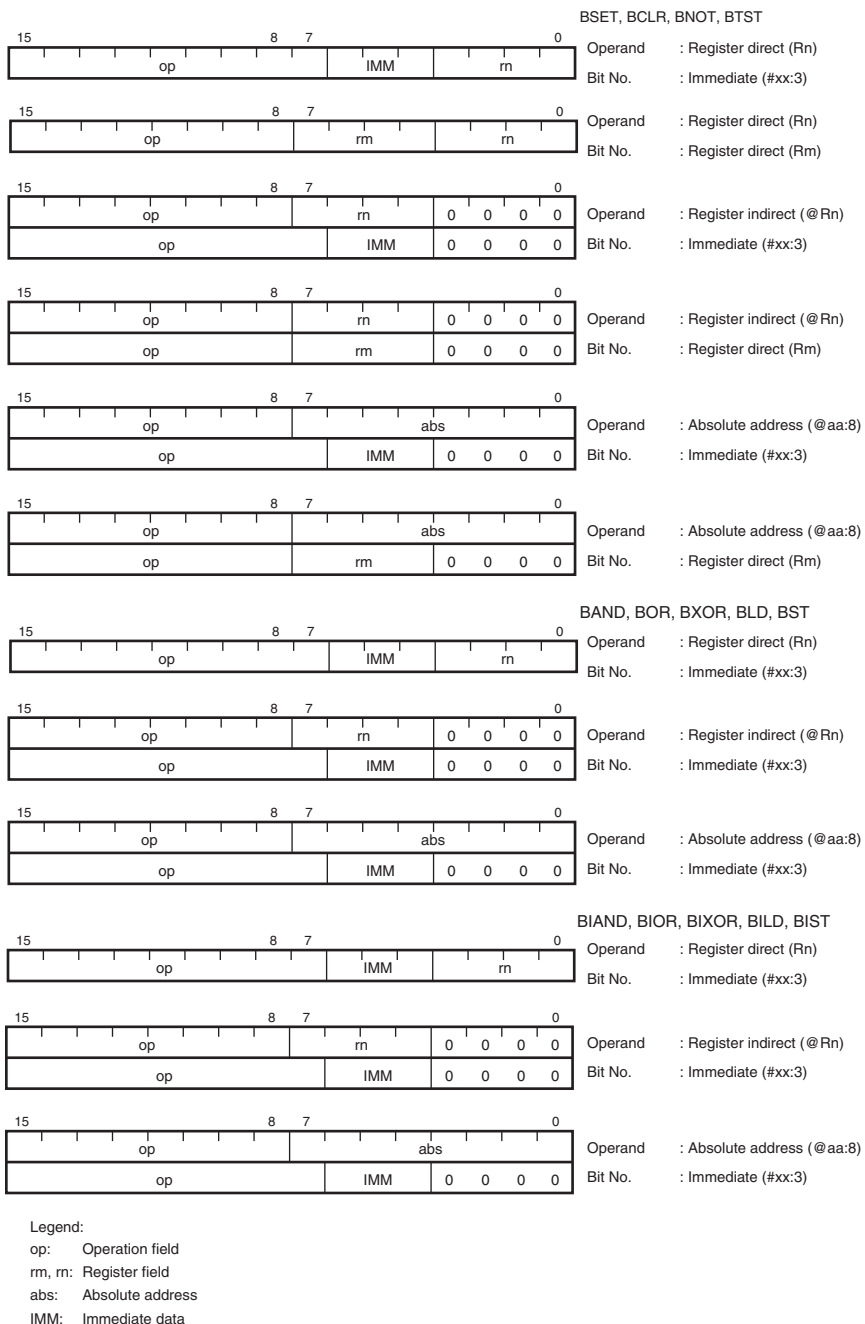 BSET, BCLR, BNOT, BTST
15 8 7 0
op IMM rn
Operand : Register direct (Rn)
Bit No. : Immediate (#xx:3)
15 8 7 0
op rm rn
Operand : Register direct (Rn)
Bit No. : Register direct (Rm)
15 8 7 0
op rn 0 0 0 0 Operand : Register indirect (@Rn)
op IMM 0 0 0 0 Bit No. : Immediate (#xx:3)
15 8 7 0
op rn 0 0 0 0 Operand : Register indirect (@Rn)
op rm 0 0 0 0 Bit No. : Register direct (Rm)
15 8 7 0
op abs Operand : Absolute address (@aa:8)
op IMM 0 0 0 0 Bit No. : Immediate (#xx:3)
15 8 7 0
op abs Operand : Absolute address (@aa:8)
op rm 0 0 0 0 Bit No. : Register direct (Rm)
BAND, BOR, BXOR, BLD, BST
15 8 7 0
op IMM rn
Operand : Register direct (Rn)
Bit No. : Immediate (#xx:3)
15 8 7 0
op rn 0 0 0 0 Operand : Register indirect (@Rn)
op IMM 0 0 0 0 Bit No. : Immediate (#xx:3)
15 8 7 0
op abs Operand : Absolute address (@aa:8)
op IMM 0 0 0 0 Bit No. : Immediate (#xx:3)
BIAND, BIOR, BIXOR, BILD, BIST
15 8 7 0
op IMM rn
Operand : Register direct (Rn)
Bit No. : Immediate (#xx:3)
15 8 7 0
op rn 0 0 0 0 Operand : Register indirect (@Rn)
op IMM 0 0 0 0 Bit No. : Immediate (#xx:3)
15 8 7 0
op abs Operand : Absolute address (@aa:8)
op IMM 0 0 0 0 Bit No. : Immediate (#xx:3)
Legend:
op: Operation field
rm, rn: Register field
abs: Absolute address
IMM: Immediate data